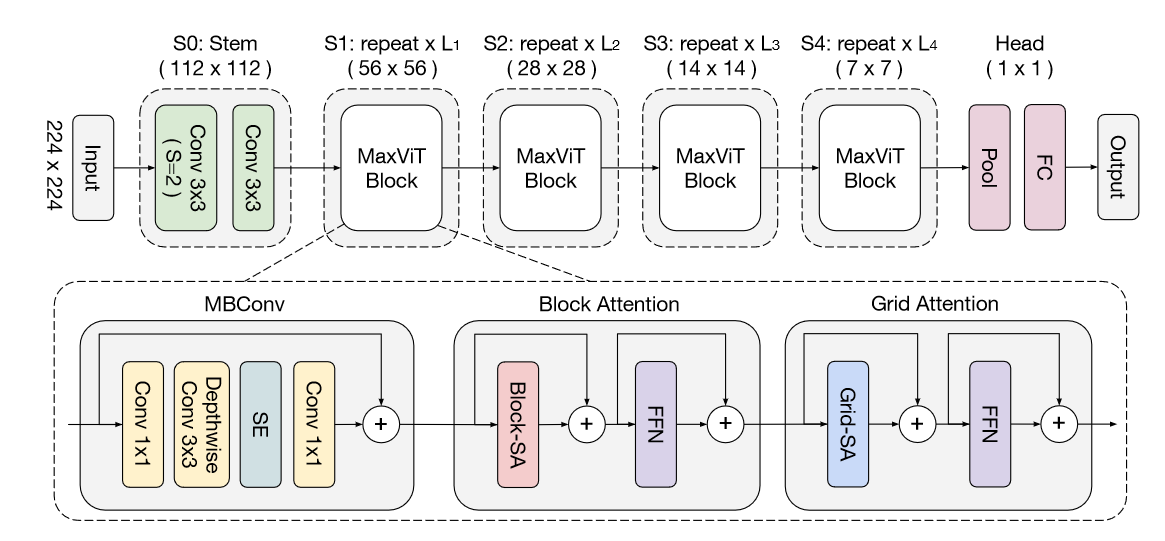 S0: Stem
( 112 x 112 )
S1: repeat x L1
( 56 x 56 )
S2: repeat x L2
( 28 x 28 )
S3: repeat x L3
( 14 x 14 )
S4: repeat x L4
( 7 x 7 )
Head
( 1 x 1 )
224 x 224
Input
Conv 3x3
( S=2 )
Conv 3x3
MaxViT
Block
MaxViT
Block
MaxViT
Block
MaxViT
Block
Pool
FC
Output
MBConv
Conv 1x1
Depthwise
Conv 3x3
SE
Conv 1x1
+
Block Attention
Block-SA
+
FFN
+
Grid Attention
Grid-SA
+
FFN
+